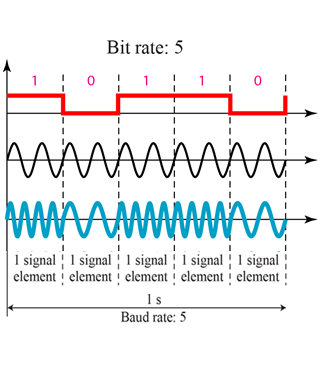 Bit rate: 5
1 0 1 1 0
1 signal 1 signal 1 signal 1 signal 1 signal
element element element element element
1 s
Baud rate: 5